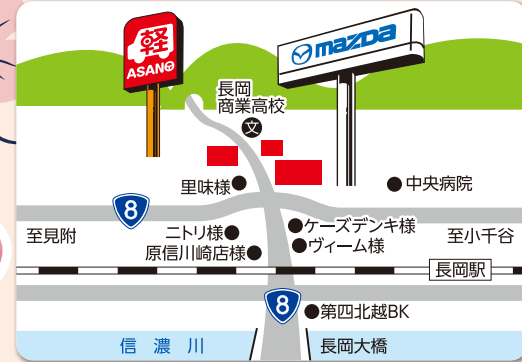 軽
ASANO
mazDa
長岡
商業高校
文
里味様
中央病院
8
ニトリ様
ケーズデンキ様
至見附
至小千谷
原信川崎店様
ヴィーム様
長岡駅
8
第四北越BK
信濃川
長岡大橋